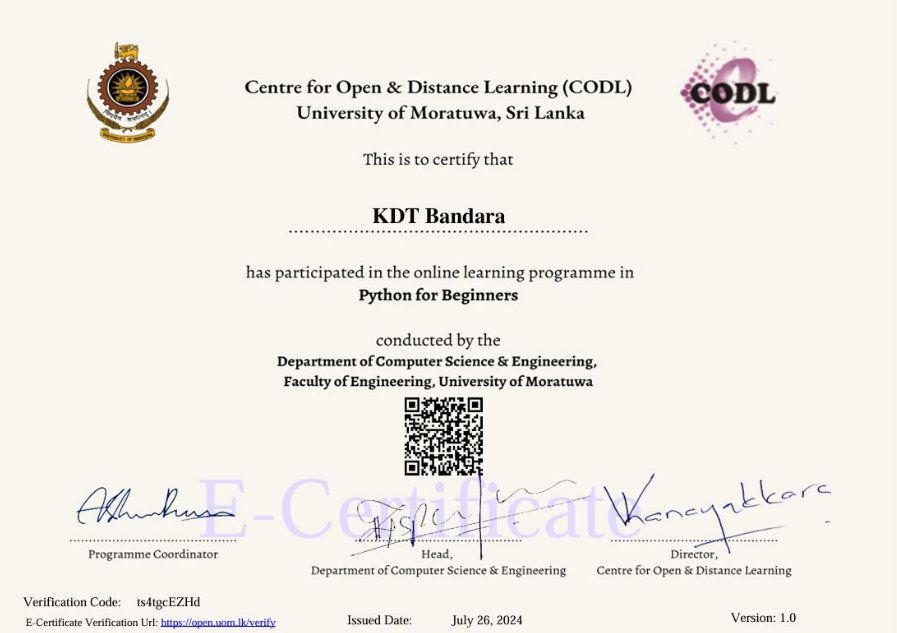 Centre for Open & Distance Learning (CODL)
University of Moratuwa, Sri Lanka
CODL
This is to certify that
KDT Bandara
has participated in the online learning programme in
Python for Beginners
conducted by the
Department of Computer Science & Engineering,
Faculty of Engineering, University of Moratuwa
E-Certificate
Programme Coordinator
Head,
Department of Computer Science & Engineering
Director,
Centre for Open & Distance Learning
Verification Code: ts4tgcEZHd
E-Certificate Verification Url: https://open.uom.lk/verify
Issued Date: July 26, 2024
Version: 1.0